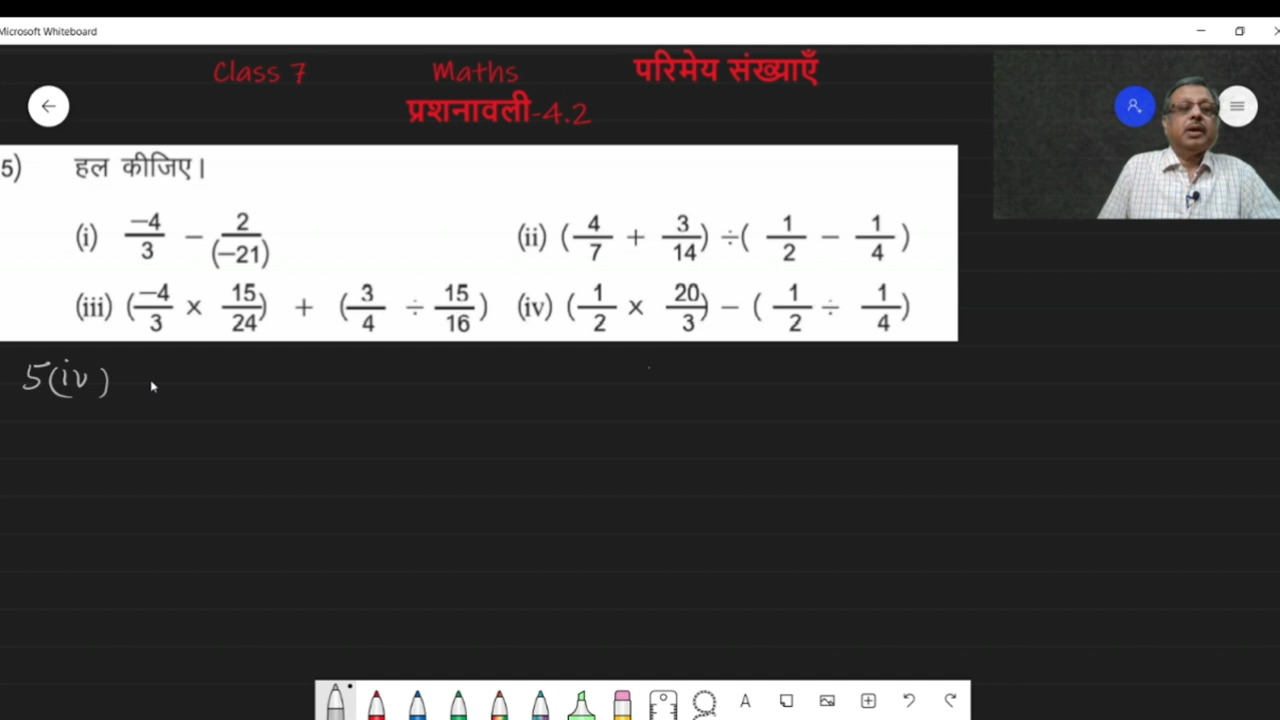 Microsoft Whiteboard
Class 7 Maths परिमेय संख्याएँ
प्रशनावली-4.2
5) हल कीजिए।
(i) -4/3 - 2/(-21) (ii) (4/7 + 3/14) ÷ (1/2 - 1/4)
(iii) (-4/3 × 15/24) + (3/4 ÷ 15/16) (iv) (1/2 × 20/3) - (1/2 ÷ 1/4)
5(iv)
A